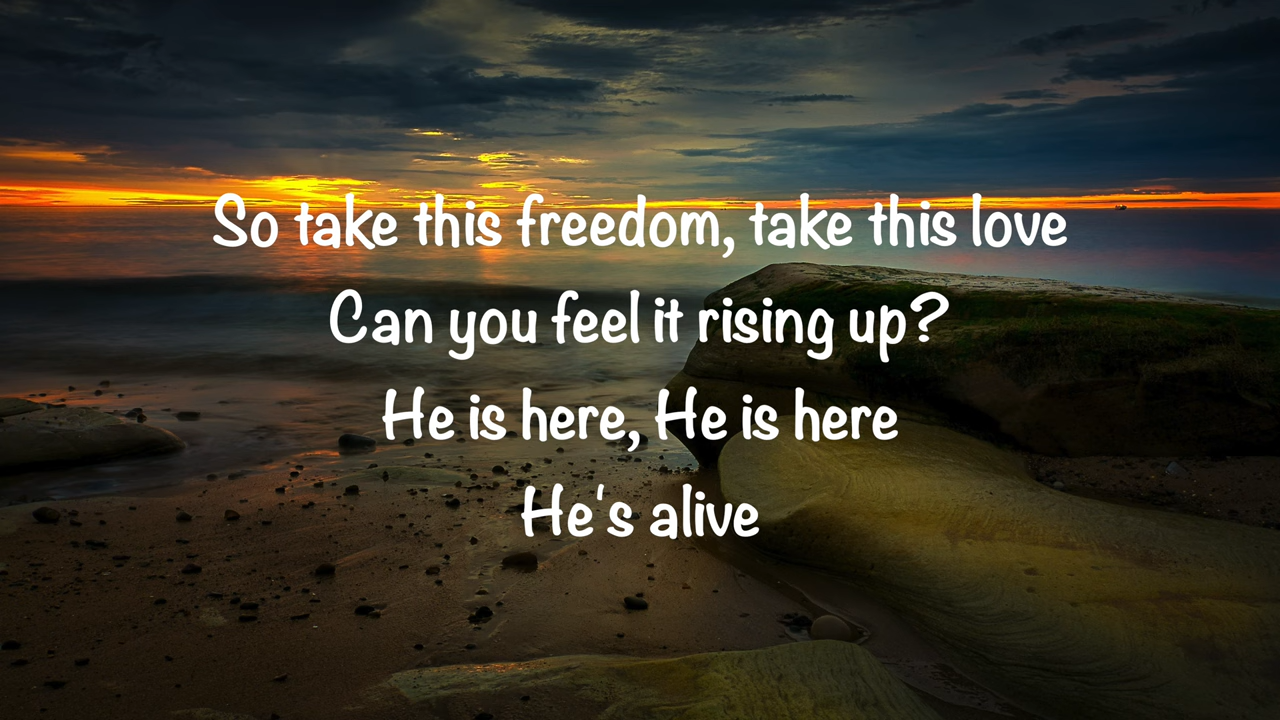 So take this freedom, take this love
Can you feel it rising up?
He is here, He is here
He's alive